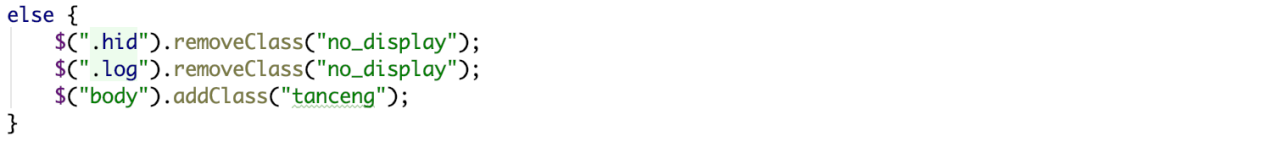 else {
    $(".hid").removeClass("no_display");
    $(".log").removeClass("no_display");
    $("body").addClass("tanceng");
}